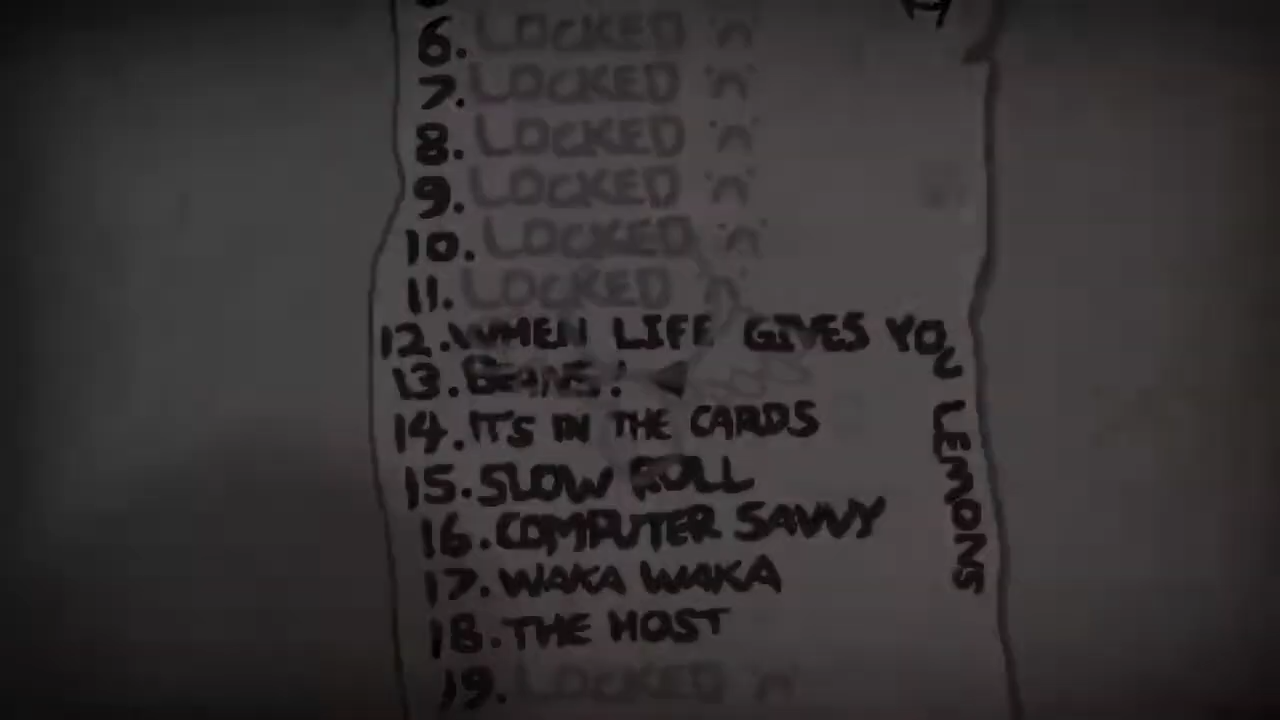 6. LOCKED 'n'
7. LOCKED 'n'
8. LOCKED 'n'
9. LOCKED 'n'
10. LOCKED 'n'
11. LOCKED 'n'
12. WHEN LIFE GIVES YOU LEMONS
13. BEANS!
14. IT'S IN THE CARDS
15. SLOW ROLL
16. COMPUTER SAVVY
17. WAKA WAKA
18. THE HOST
19. LOCKED 'n'